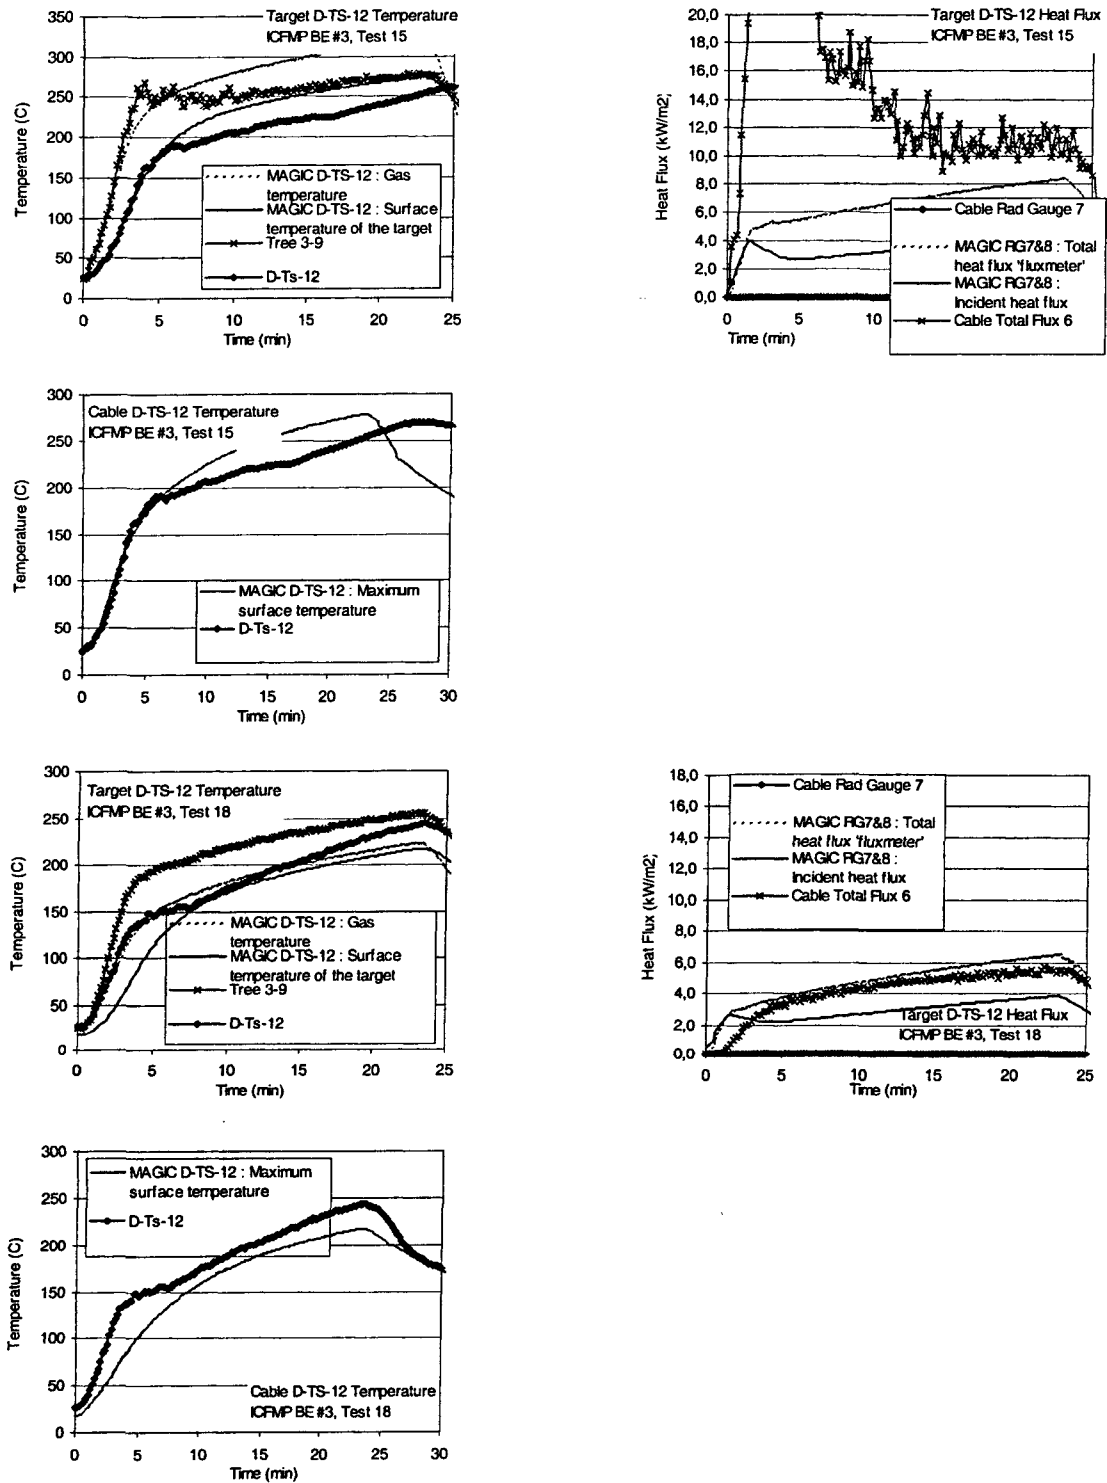 Target D-TS-12 Temperature
ICFMP BE #3, Test 15
Temperature (C)
350
300
250
200
150
100
50
0
MAGIC D-TS-12 : Gas
temperature
MAGIC D-TS-12 : Surface
temperature of the target
Tree 3-9
D-Ts-12
0 5 10 15 20 25
Time (min)
Target D-TS-12 Heat Flux
ICFMP BE #3, Test 15
Heat Flux (kW/m2;
20,0
18,0
16,0
14,0
12,0
10,0
8,0
6,0
4,0
2,0
0,0
Cable Rad Gauge 7
MAGIC RG7&8 : Total
heat flux 'fluxmeter'
MAGIC RG7&8 :
Incident heat flux
Cable Total Flux 6
0 5 10
Time (min)
Cable D-TS-12 Temperature
ICFMP BE #3, Test 15
Temperature (C)
300
250
200
150
100
50
0
MAGIC D-TS-12 : Maximum
surface temperature
D-Ts-12
0 5 10 15 20 25 30
Time (min)
Target D-TS-12 Temperature
ICFMP BE #3, Test 18
Temperature (C)
300
250
200
150
100
50
0
MAGIC D-TS-12 : Gas
temperature
MAGIC D-TS-12 : Surface
temperature of the target
Tree 3-9
D-Ts-12
0 5 10 15 20 25
Time (min)
Heat Flux (kW/m2;
18,0
16,0
14,0
12,0
10,0
8,0
6,0
4,0
2,0
0,0
Cable Rad Gauge 7
MAGIC RG7&8 : Total
heat flux 'fluxmeter'
MAGIC RG7&8 :
Incident heat flux
Cable Total Flux 6
Target D-TS-12 Heat Flux
ICFMP BE #3, Test 18
0 5 10 15 20 25
Time (min)
Temperature (C)
300
250
200
150
100
50
0
MAGIC D-TS-12 : Maximum
surface temperature
D-Ts-12
Cable D-TS-12 Temperature
ICFMP BE #3, Test 18
0 5 10 15 20 25 30
Time (min)